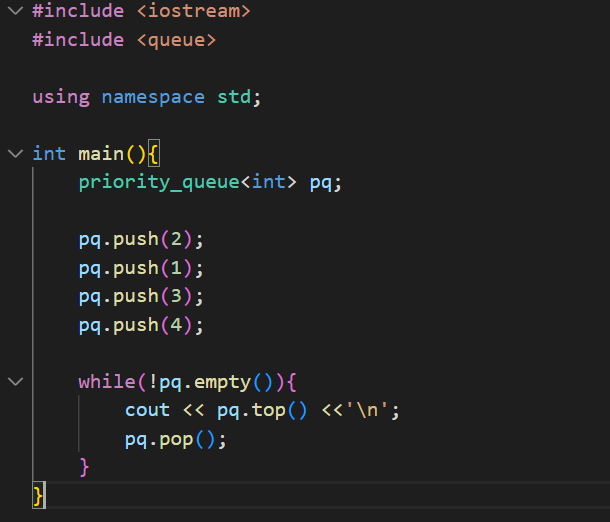 #include <iostream>
#include <queue>
using namespace std;
int main(){
priority_queue<int> pq;
pq.push(2);
pq.push(1);
pq.push(3);
pq.push(4);
while(!pq.empty()){
cout << pq.top() <<'\n';
pq.pop();
}
}